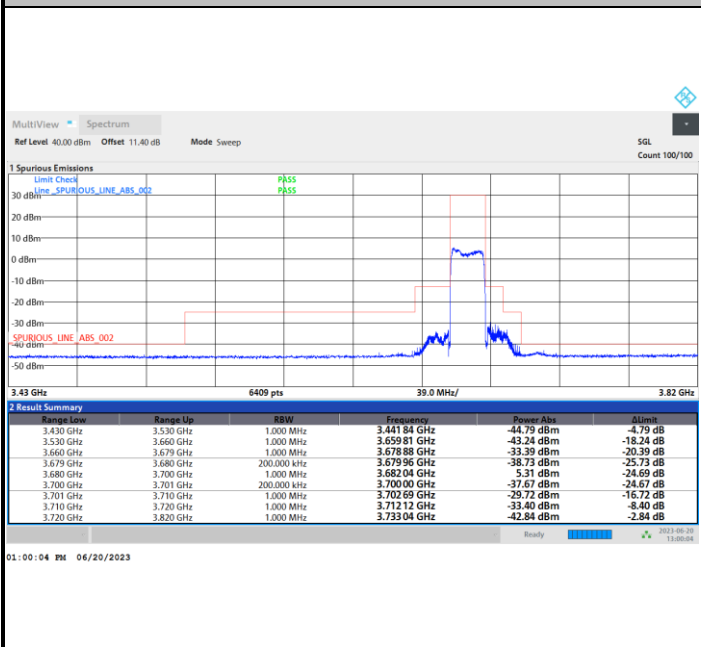 MultiView Spectrum
Ref Level 40.00 dBm Offset 11.40 dB Mode Sweep SGL
Count 100/100
1 Spurious Emissions
Limit Check PASS
Line _SPURIOUS_LINE_ABS_002 PASS
30 dBm
20 dBm
10 dBm
0 dBm
-10 dBm
-20 dBm
-30 dBm
SPURIOUS_LINE_ABS_002
-40 dBm
-50 dBm
3.43 GHz 6409 pts 39.0 MHz/ 3.82 GHz
2 Result Summary
Range Low Range Up RBW Frequency Power Abs ΔLimit
3.430 GHz 3.530 GHz 1.000 MHz 3.441 84 GHz -44.79 dBm -4.79 dB
3.530 GHz 3.660 GHz 1.000 MHz 3.659 81 GHz -43.24 dBm -18.24 dB
3.660 GHz 3.679 GHz 1.000 MHz 3.678 88 GHz -33.39 dBm -20.39 dB
3.679 GHz 3.680 GHz 200.000 kHz 3.679 96 GHz -38.73 dBm -25.73 dB
3.680 GHz 3.700 GHz 1.000 MHz 3.682 04 GHz 5.31 dBm -24.69 dB
3.700 GHz 3.701 GHz 200.000 kHz 3.700 00 GHz -37.67 dBm -24.67 dB
3.701 GHz 3.710 GHz 1.000 MHz 3.702 69 GHz -29.72 dBm -16.72 dB
3.710 GHz 3.720 GHz 1.000 MHz 3.712 12 GHz -33.40 dBm -8.40 dB
3.720 GHz 3.820 GHz 1.000 MHz 3.733 04 GHz -42.84 dBm -2.84 dB
Ready 2023-06-20
13:00:04
01:00:04 PM 06/20/2023